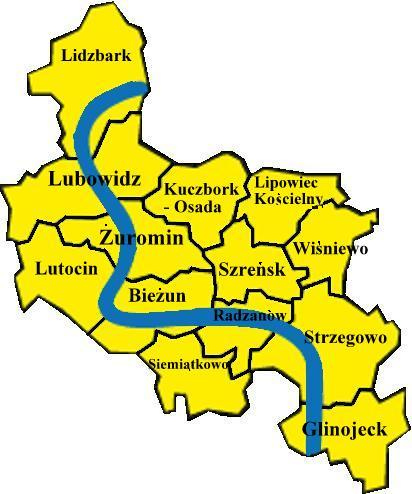 Lidzbark
Lubowidz
Kuczbork
- Osada
Lipowiec
Kościelny
Żuromin
Wiśniewo
Lutocin
Szreńsk
Bieżun
Radzanów
Strzegowo
Siemiątkowo
Glinojeck